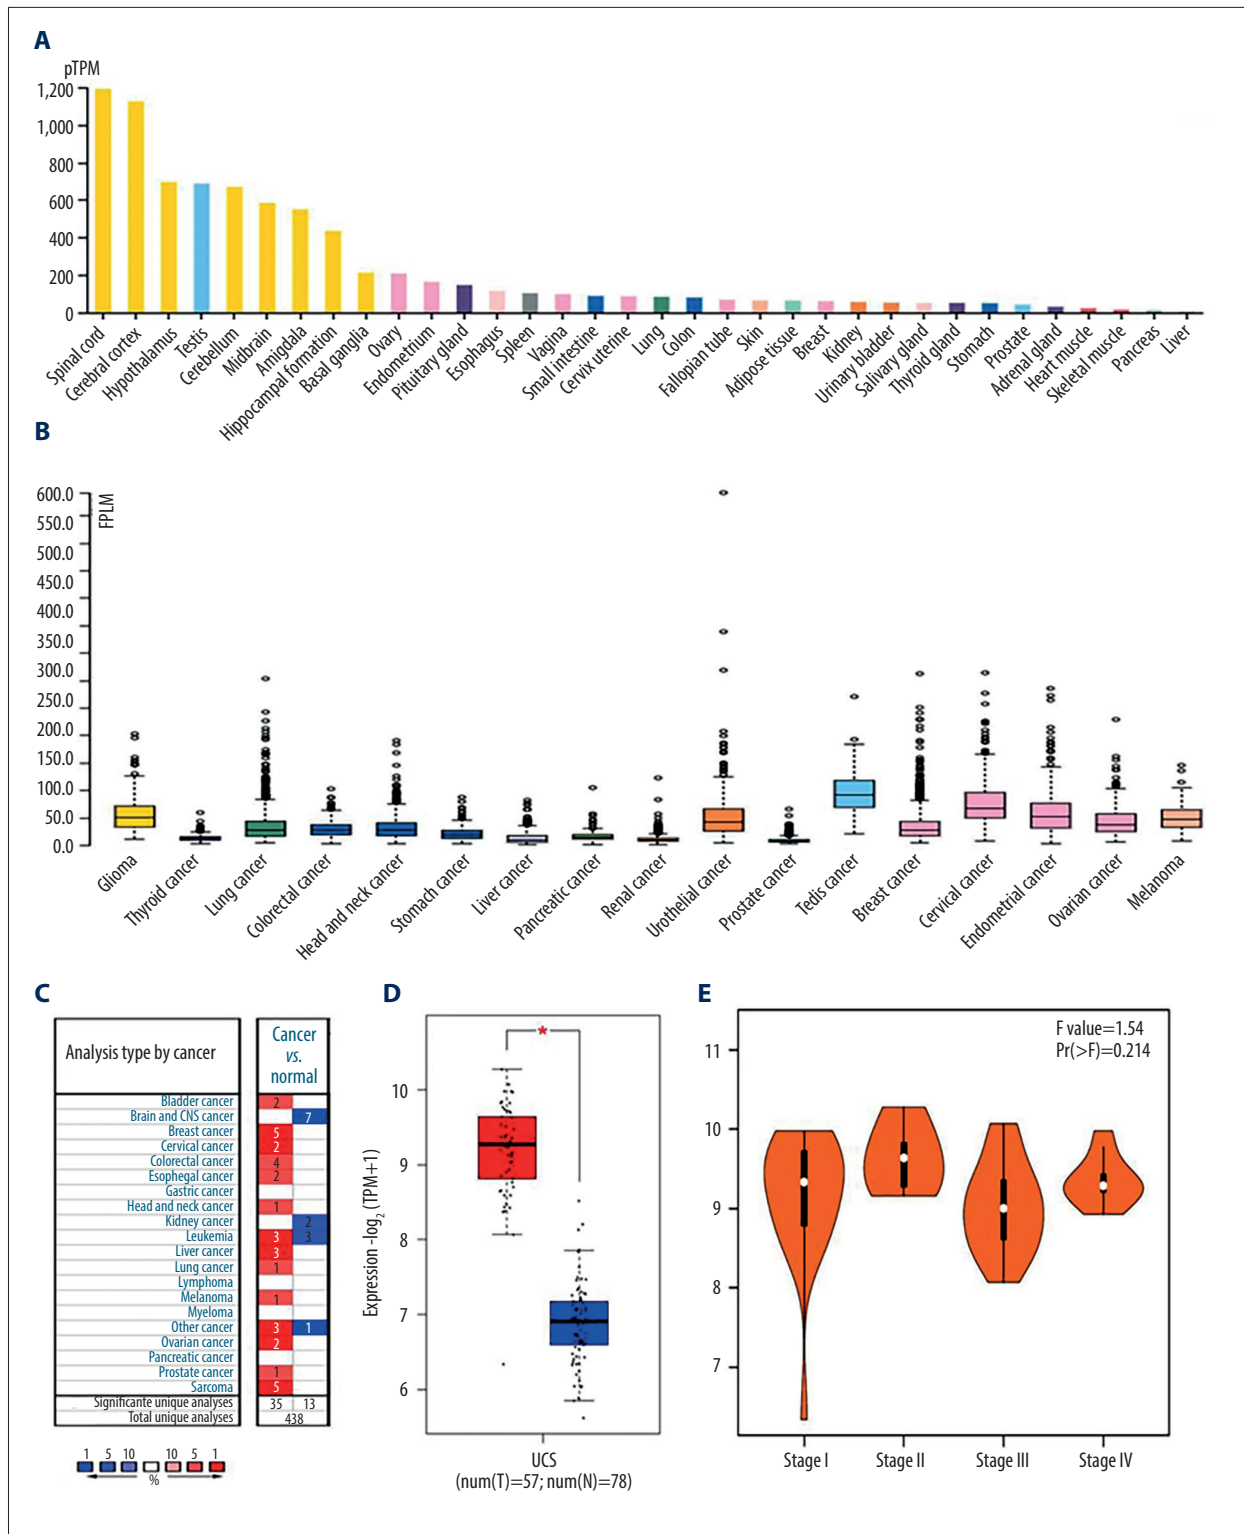 A
pTPM
1,200
1,000
800
600
400
200
0
Spinal cord
Cerebral cortex
Hypothalamus
Testis
Cerebellum
Midbrain
Amigdala
Hippocampal formation
Basal ganglia
Ovary
Endometrium
Pituitary gland
Esophagus
Spleen
Vagina
Small intestine
Cervix uterine
Lung
Colon
Fallopian tube
Skin
Adipose tissue
Breast
Kidney
Urinary bladder
Salivary gland
Thyroid gland
Stomach
Prostate
Adrenal gland
Heart muscle
Skeletal muscle
Pancreas
Liver
B
FPLM
600.0
550.0
500.0
450.0
400.0
350.0
300.0
250.0
200.0
150.0
100.0
50.0
0.0
Glioma
Thyroid cancer
Lung cancer
Colorectal cancer
Head and neck cancer
Stomach cancer
Liver cancer
Pancreatic cancer
Renal cancer
Urothelial cancer
Prostate cancer
Tedis cancer
Breast cancer
Cervical cancer
Endometrial cancer
Ovarian cancer
Melanoma
C
Analysis type by cancer
Cancer
vs.
normal
Bladder cancer 2
Brain and CNS cancer 7
Breast cancer 5
Cervical cancer 2
Colorectal cancer 4
Esophegal cancer 2
Gastric cancer
Head and neck cancer 1
Kidney cancer 2
Leukemia 3 3
Liver cancer 3
Lung cancer 1
Lymphoma
Melanoma 1
Myeloma
Other cancer 3 1
Ovarian cancer 2
Pancreatic cancer
Prostate cancer 1
Sarcoma 5
Significante unique analyses 35 13
Total unique analyses 438
1 5 10 10 5 1
%
D
Expression -log2 (TPM+1)
10
9
8
7
6
*
UCS
(num(T)=57; num(N)=78)
E
F value=1.54
Pr(>F)=0.214
11
10
9
8
7
Stage I
Stage II
Stage III
Stage IV